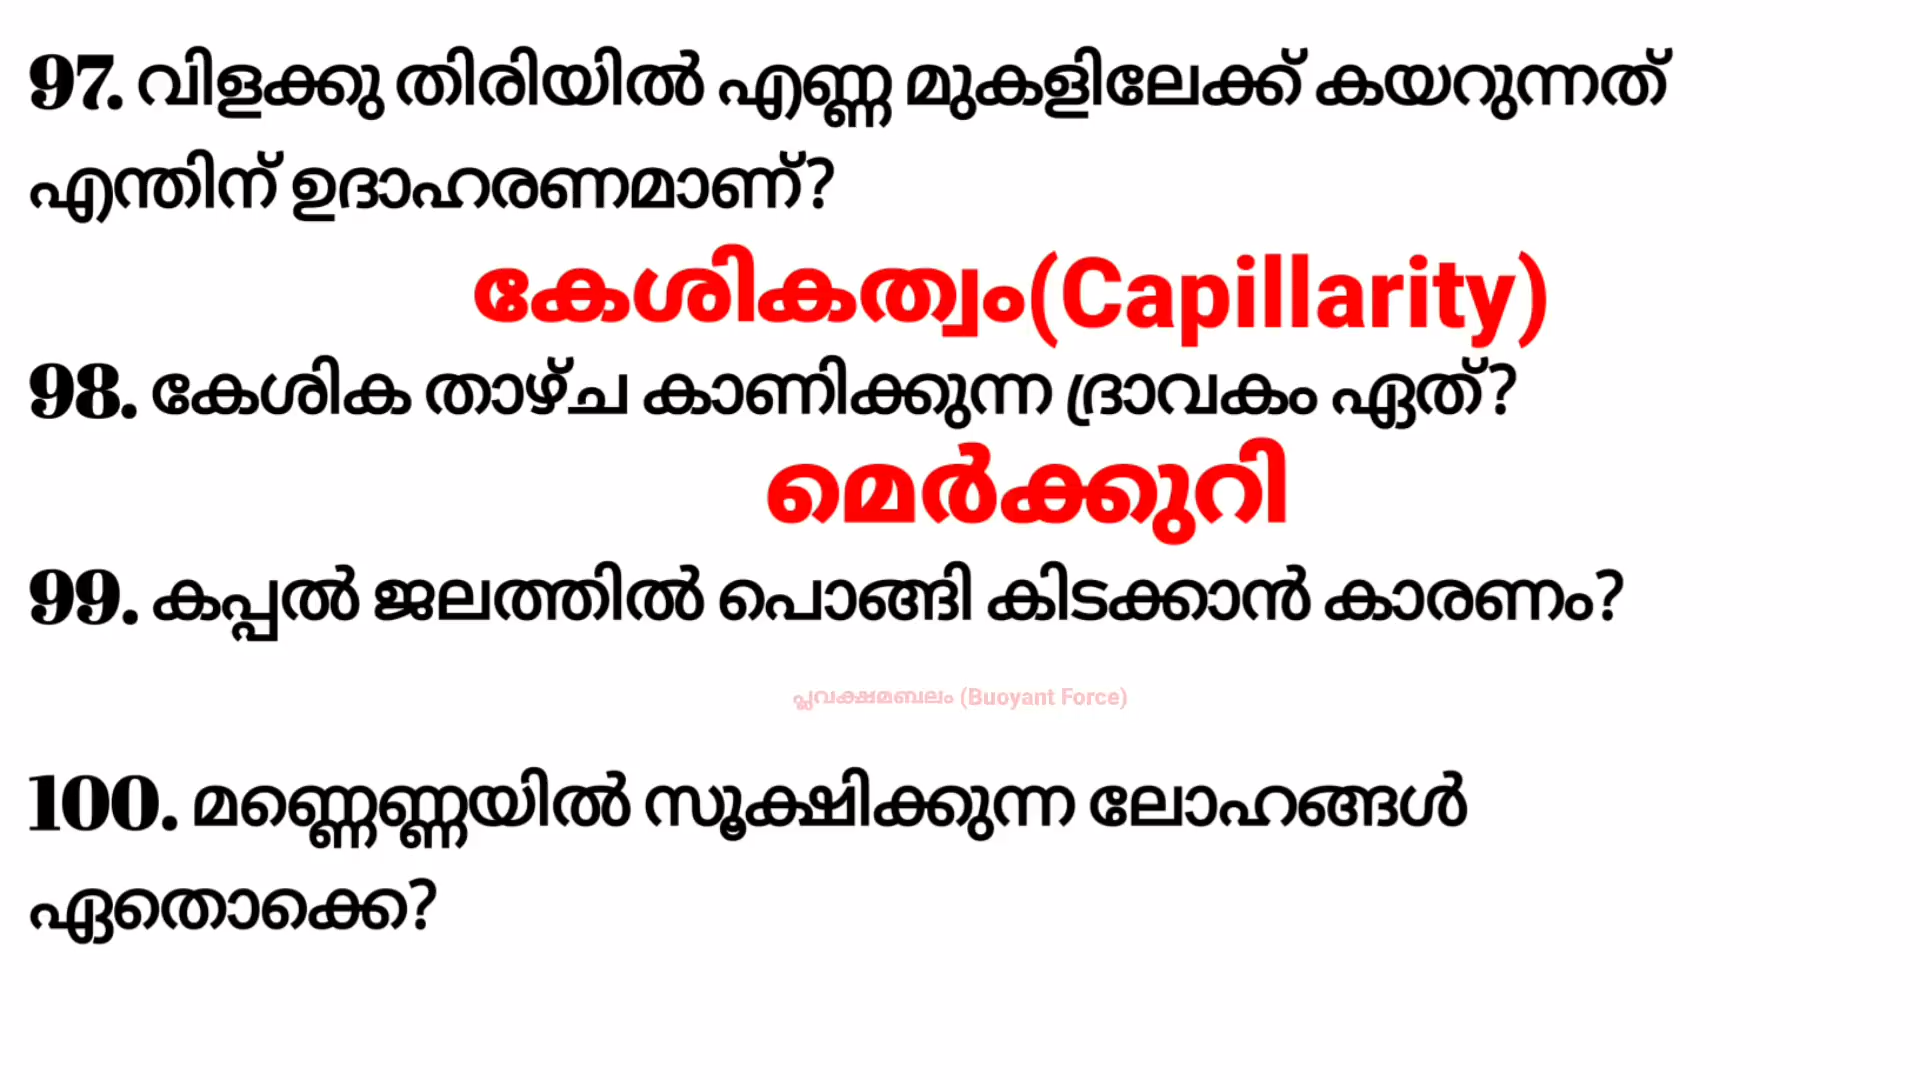 97. വിളക്കു തിരിയിൽ എണ്ണ മുകളിലേക്ക് കയറുന്നത്
എന്തിന് ഉദാഹരണമാണ്?
കേശികത്വം(Capillarity)
98. കേശിക താഴ്ച കാണിക്കുന്ന ദ്രാവകം ഏത്?
മെർക്കുറി
99. കപ്പൽ ജലത്തിൽ പൊങ്ങി കിടക്കാൻ കാരണം?
പ്ലവക്ഷമബലം (Buoyant Force)
100. മണ്ണെണ്ണയിൽ സൂക്ഷിക്കുന്ന ലോഹങ്ങൾ
ഏതൊക്കെ?